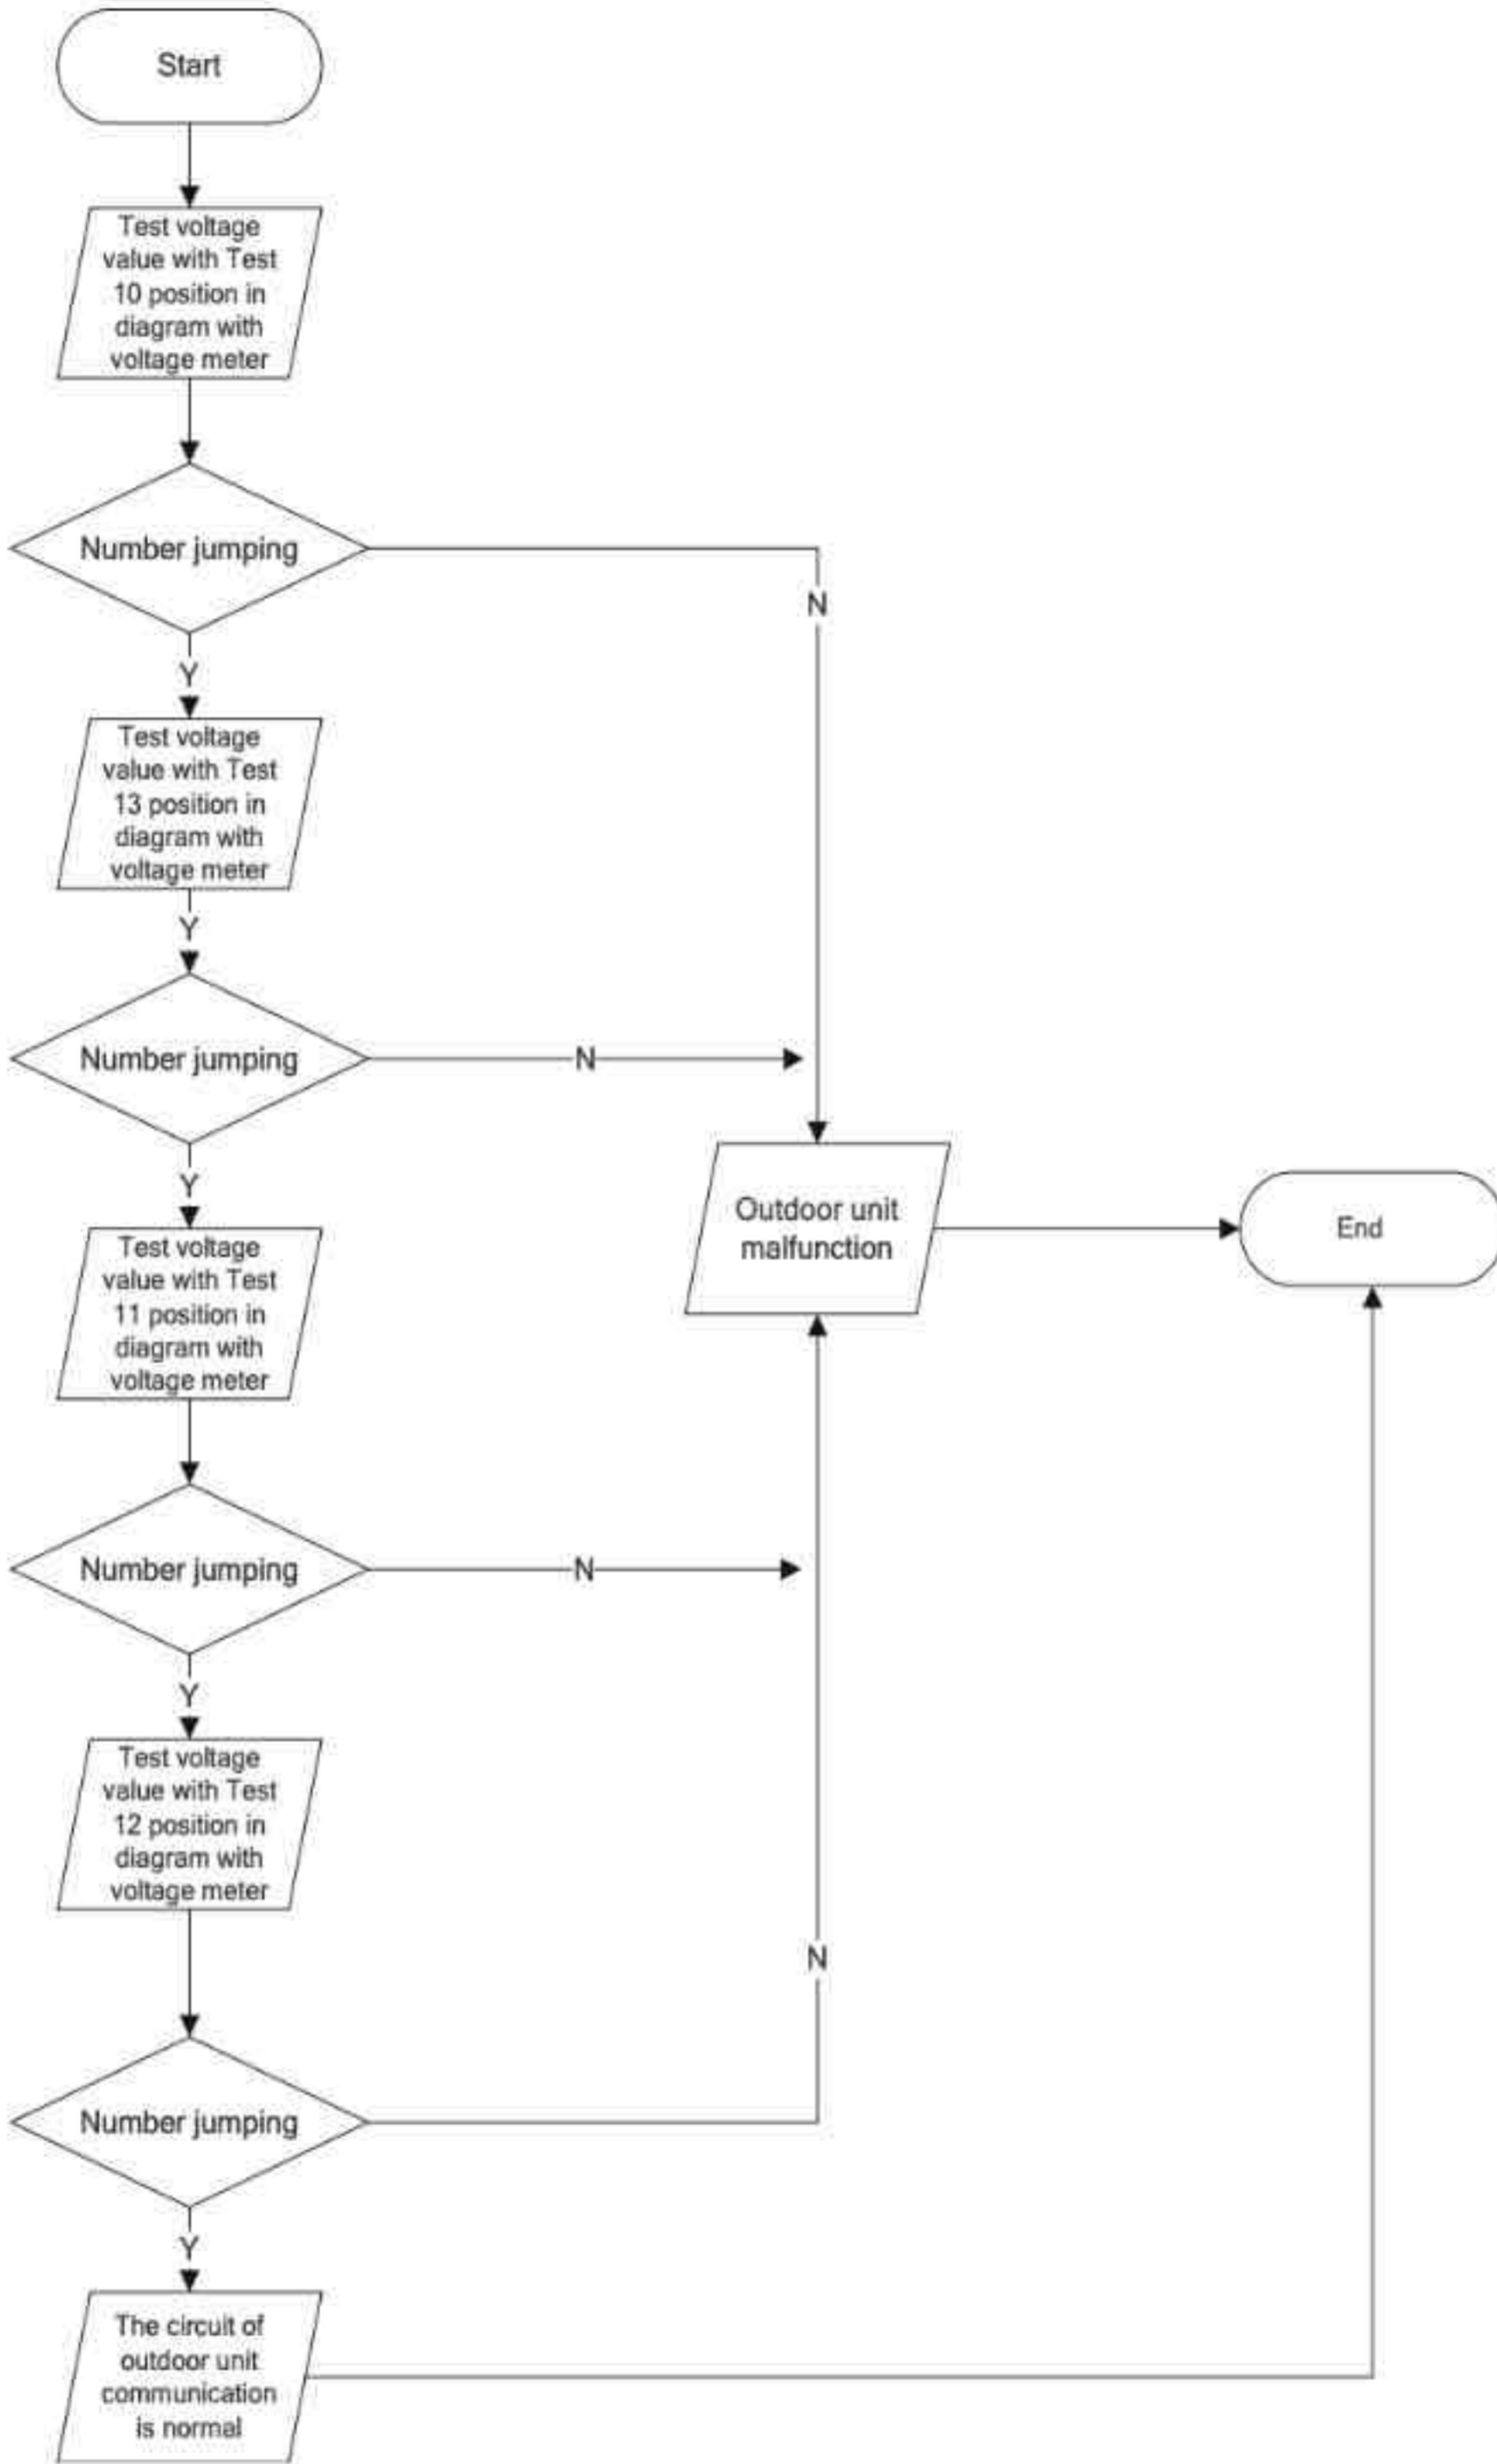 Start
Test voltage
value with Test
10 position in
diagram with
voltage meter
Number jumping
N
Y
Test voltage
value with Test
13 position in
diagram with
voltage meter
Y
Number jumping
N
Y
Outdoor unit
malfunction
End
Test voltage
value with Test
11 position in
diagram with
voltage meter
Number jumping
N
Y
Test voltage
value with Test
12 position in
diagram with
voltage meter
N
Number jumping
Y
The circuit of
outdoor unit
communication
is normal